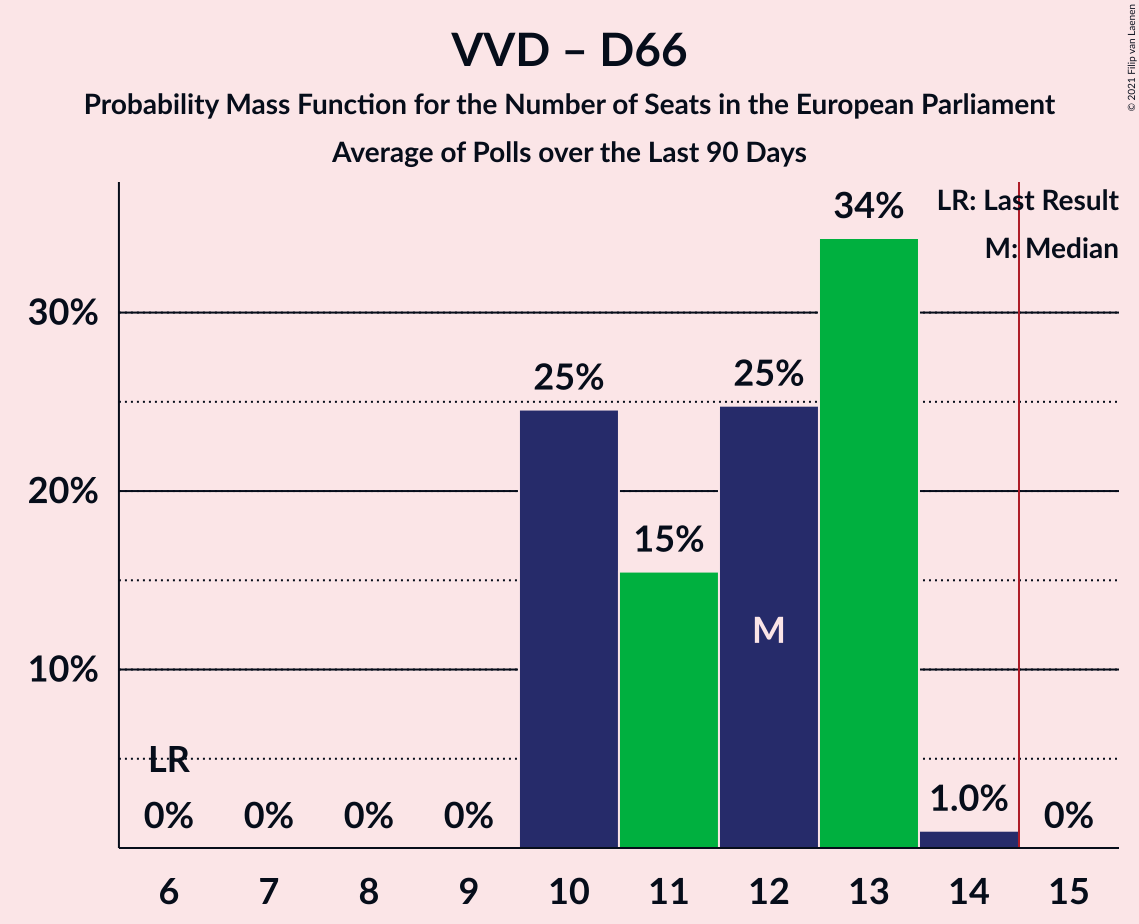 VVD – D66
Probability Mass Function for the Number of Seats in the European Parliament
Average of Polls over the Last 90 Days
© 2021 Filip van Laenen
LR: Last Result
M: Median
34%
30%
25%
25%
20%
15%
M
10%
LR
0%
0%
0%
0%
1.0%
0%
6
7
8
9
10
11
12
13
14
15